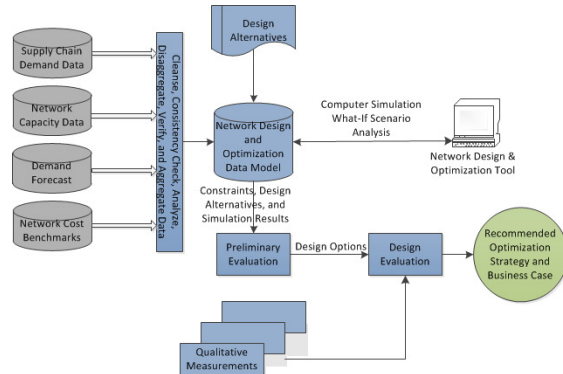 Supply Chain
Demand Data
Network
Capacity Data
Demand
Forecast
Network Cost
Benchmarks
Cleanse, Consistency Check, Analyze,
Disaggregate, Verify, and Aggregate Data
Design
Alternatives
Network Design
and
Optimization
Data Model
Computer Simulation
What-If Scenario
Analysis
Network Design &
Optimization Tool
Constraints, Design
Alternatives, and
Simulation Results
Preliminary
Evaluation
Design Options
Design
Evaluation
Recommended
Optimization
Strategy and
Business Case
Qualitative
Measurements